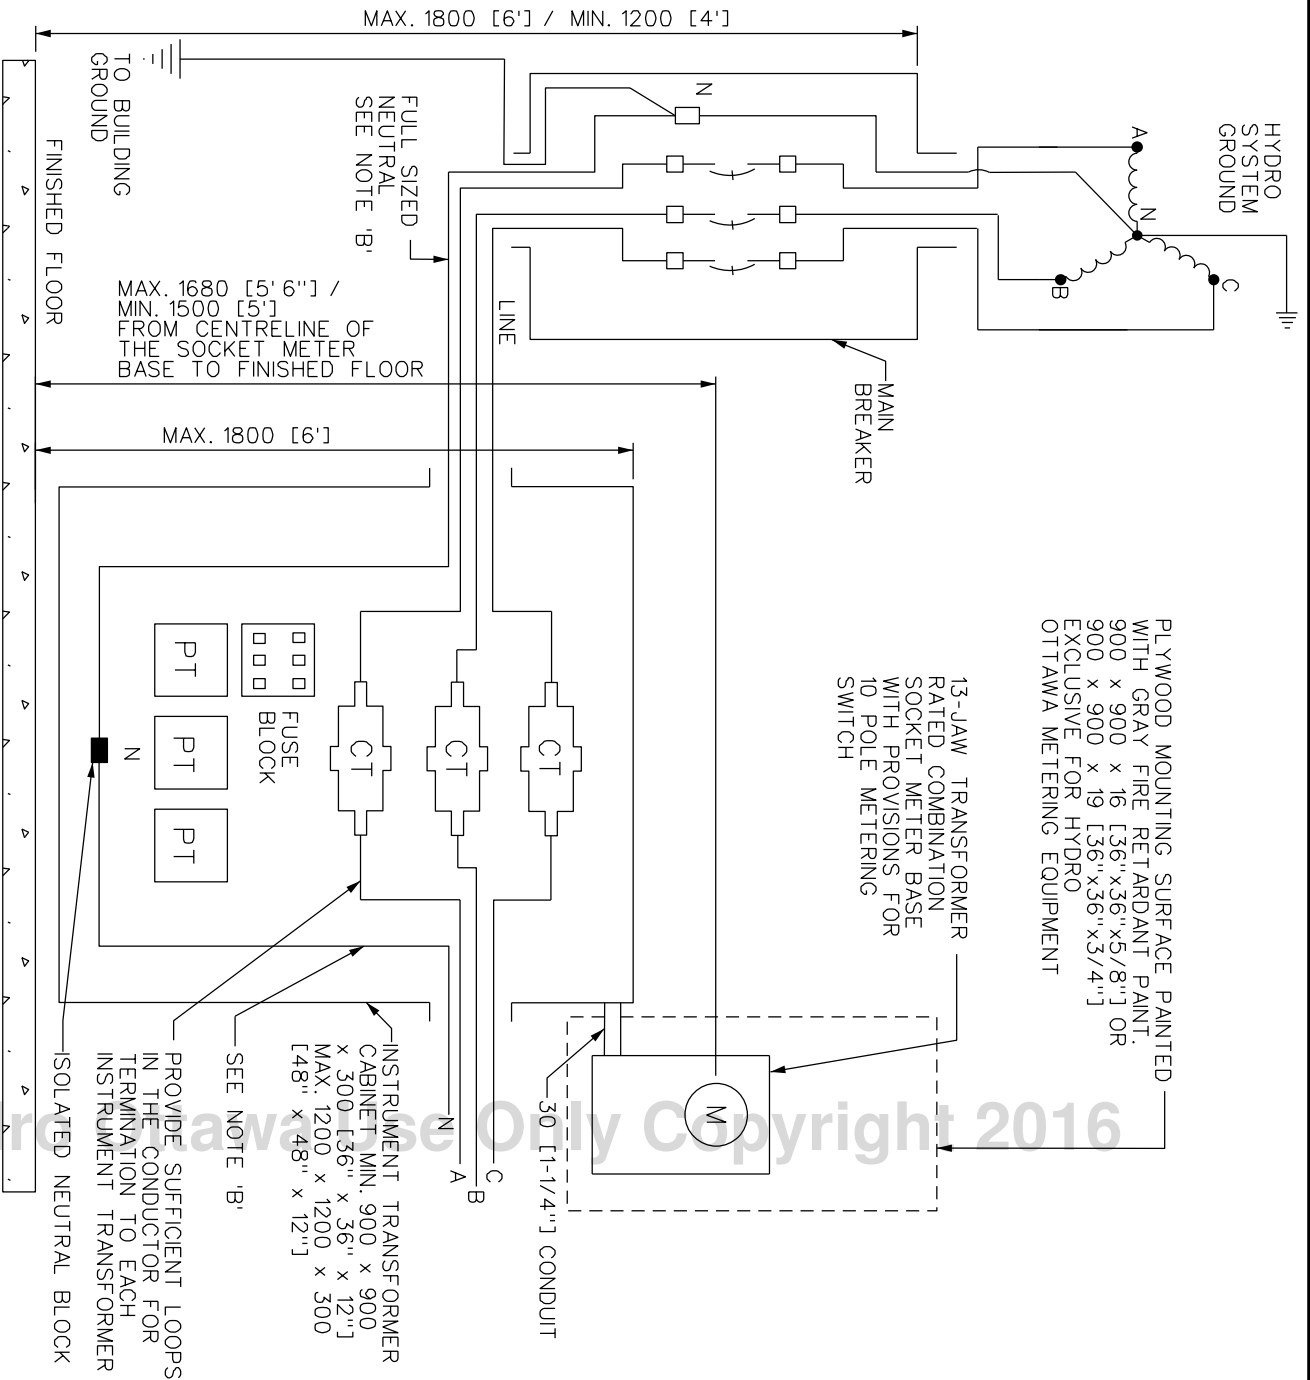 MAX. 1800 [6'] / MIN. 1200 [4']
HYDRO
SYSTEM
GROUND
A
N
B
C
N
TO BUILDING
GROUND
FINISHED FLOOR
FULL SIZED
NEUTRAL
SEE NOTE 'B'
LINE
MAIN
BREAKER
MAX. 1680 [5'6"] /
MIN. 1500 [5']
FROM CENTRELINE OF
THE SOCKET METER
BASE TO FINISHED FLOOR
MAX. 1800 [6']
PLYWOOD MOUNTING SURFACE PAINTED
WITH GRAY FIRE RETARDANT PAINT.
900 x 900 x 16 [36"x36"x5/8"] OR
900 x 900 x 19 [36"x36"x3/4"]
EXCLUSIVE FOR HYDRO
OTTAWA METERING EQUIPMENT
13-JAW TRANSFORMER
RATED COMBINATION
SOCKET METER BASE
WITH PROVISIONS FOR
10 POLE METERING
SWITCH
CT
CT
CT
FUSE
BLOCK
PT
PT
PT
N
M
N
A
B
C
30 [1-1/4"] CONDUIT
INSTRUMENT TRANSFORMER
CABINET MIN. 900 x 900
x 300 [36" x 36" x 12"]
MAX. 1200 x 1200 x 300
[48" x 48" x 12"]
SEE NOTE 'B'
PROVIDE SUFFICIENT LOOPS
IN THE CONDUCTOR FOR
TERMINATION TO EACH
INSTRUMENT TRANSFORMER
ISOLATED NEUTRAL BLOCK
ro Ottawa Use Only Copyright 2016